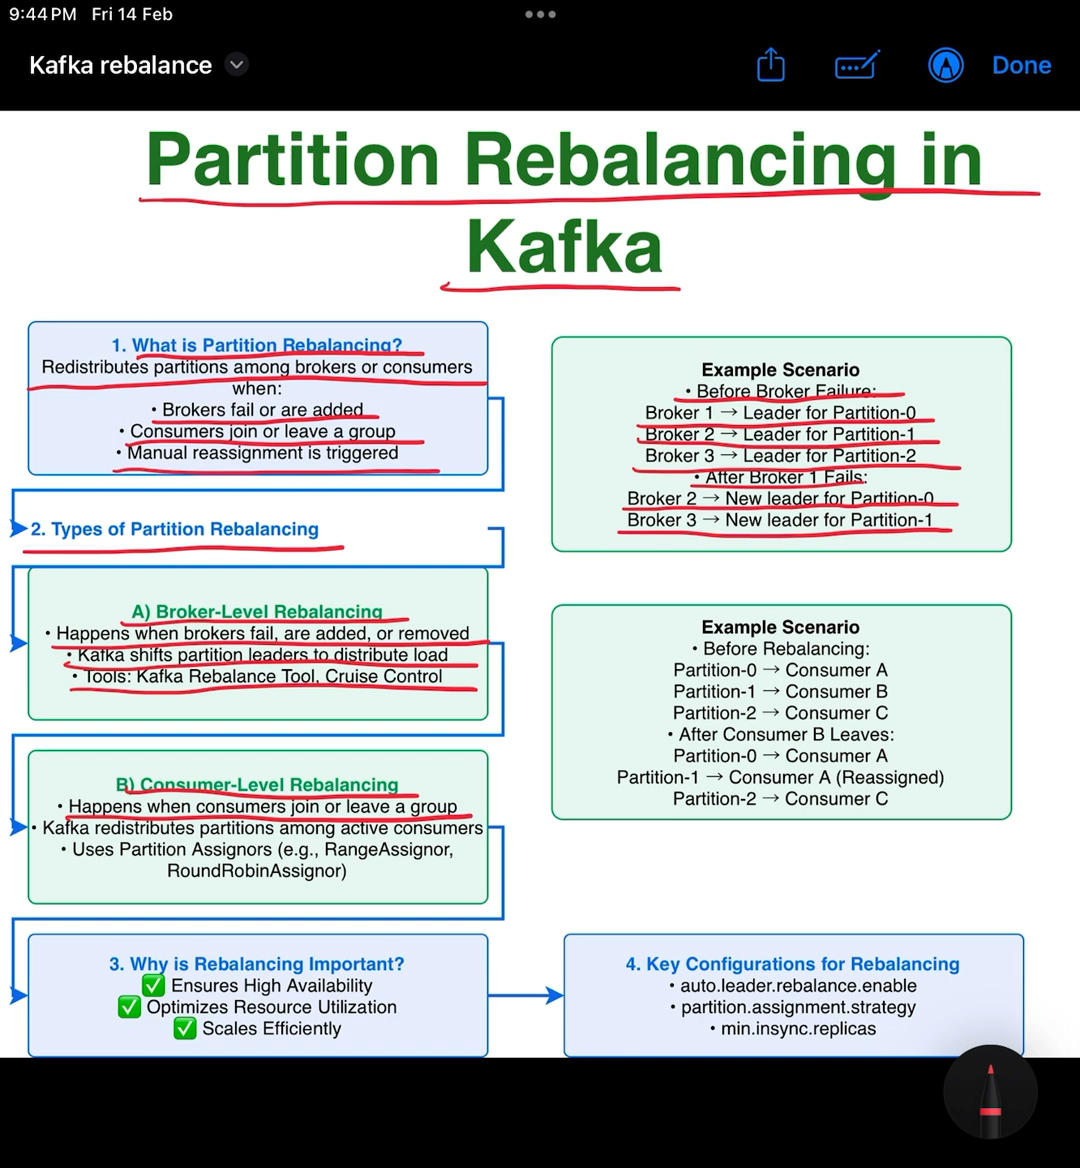 9:44 PM Fri 14 Feb
Kafka rebalance
Done
Partition Rebalancing in
Kafka
1. What is Partition Rebalancing?
Redistributes partitions among brokers or consumers
when:
• Brokers fail or are added
• Consumers join or leave a group
• Manual reassignment is triggered
2. Types of Partition Rebalancing
A) Broker-Level Rebalancing
• Happens when brokers fail, are added, or removed
• Kafka shifts partition leaders to distribute load
• Tools: Kafka Rebalance Tool, Cruise Control
B) Consumer-Level Rebalancing
• Happens when consumers join or leave a group
• Kafka redistributes partitions among active consumers
• Uses Partition Assignors (e.g., RangeAssignor,
RoundRobinAssignor)
3. Why is Rebalancing Important?
✅ Ensures High Availability
✅ Optimizes Resource Utilization
✅ Scales Efficiently
Example Scenario
• Before Broker Failure:
Broker 1 → Leader for Partition-0
Broker 2 → Leader for Partition-1
Broker 3 → Leader for Partition-2
• After Broker 1 Fails:
Broker 2 → New leader for Partition-0
Broker 3 → New leader for Partition-1
Example Scenario
• Before Rebalancing:
Partition-0 → Consumer A
Partition-1 → Consumer B
Partition-2 → Consumer C
• After Consumer B Leaves:
Partition-0 → Consumer A
Partition-1 → Consumer A (Reassigned)
Partition-2 → Consumer C
4. Key Configurations for Rebalancing
• auto.leader.rebalance.enable
• partition.assignment.strategy
• min.insync.replicas